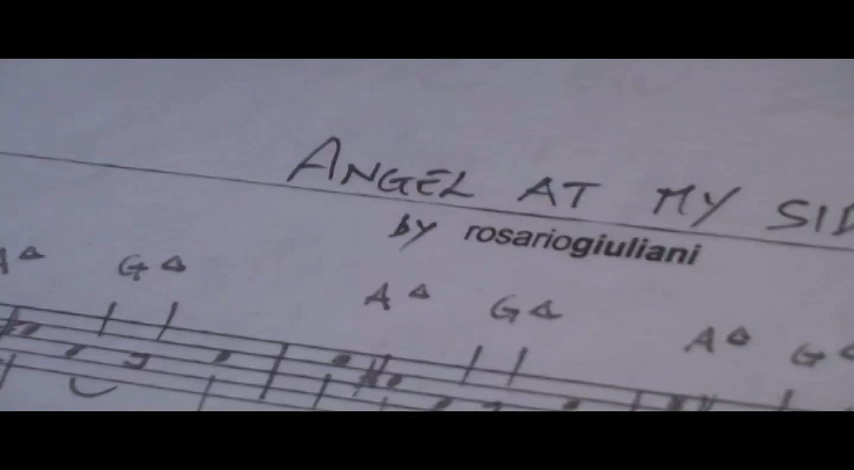 ANGEL AT MY SID
by rosariogiuliani
A△ G△ A△ G△ A△ G△